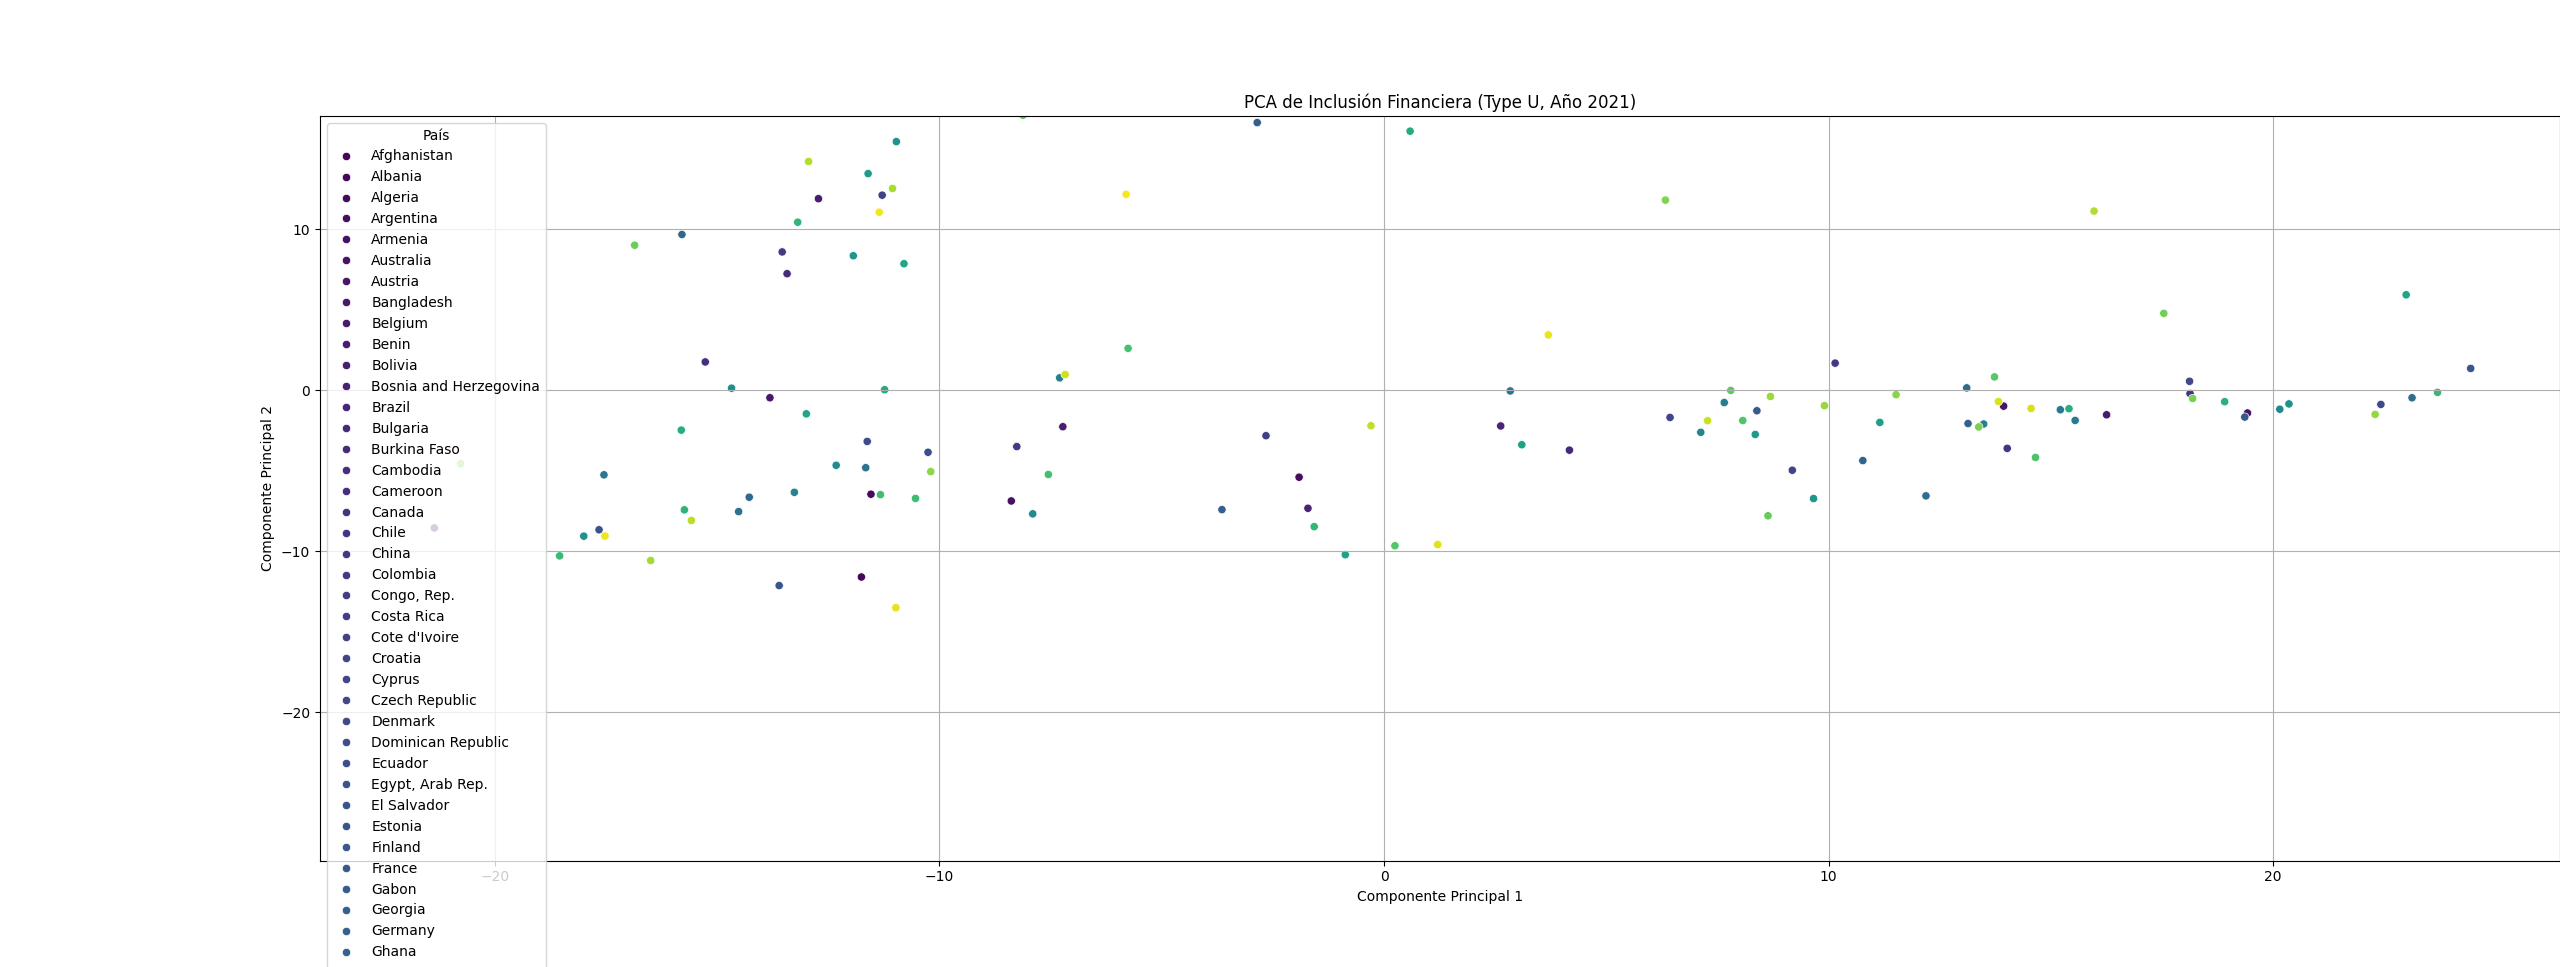 PCA de Inclusión Financiera (Type U, Año 2021)
País
Afghanistan
Albania
Algeria
Argentina
Armenia
Australia
Austria
Bangladesh
Belgium
Benin
Bolivia
Bosnia and Herzegovina
Brazil
Bulgaria
Burkina Faso
Cambodia
Cameroon
Canada
Chile
China
Colombia
Congo, Rep.
Costa Rica
Cote d'Ivoire
Croatia
Cyprus
Czech Republic
Denmark
Dominican Republic
Ecuador
Egypt, Arab Rep.
El Salvador
Estonia
Finland
France
Gabon
Georgia
Germany
Ghana
Componente Principal 2
10
0
−10
−20
−20
−10
0
10
20
Componente Principal 1